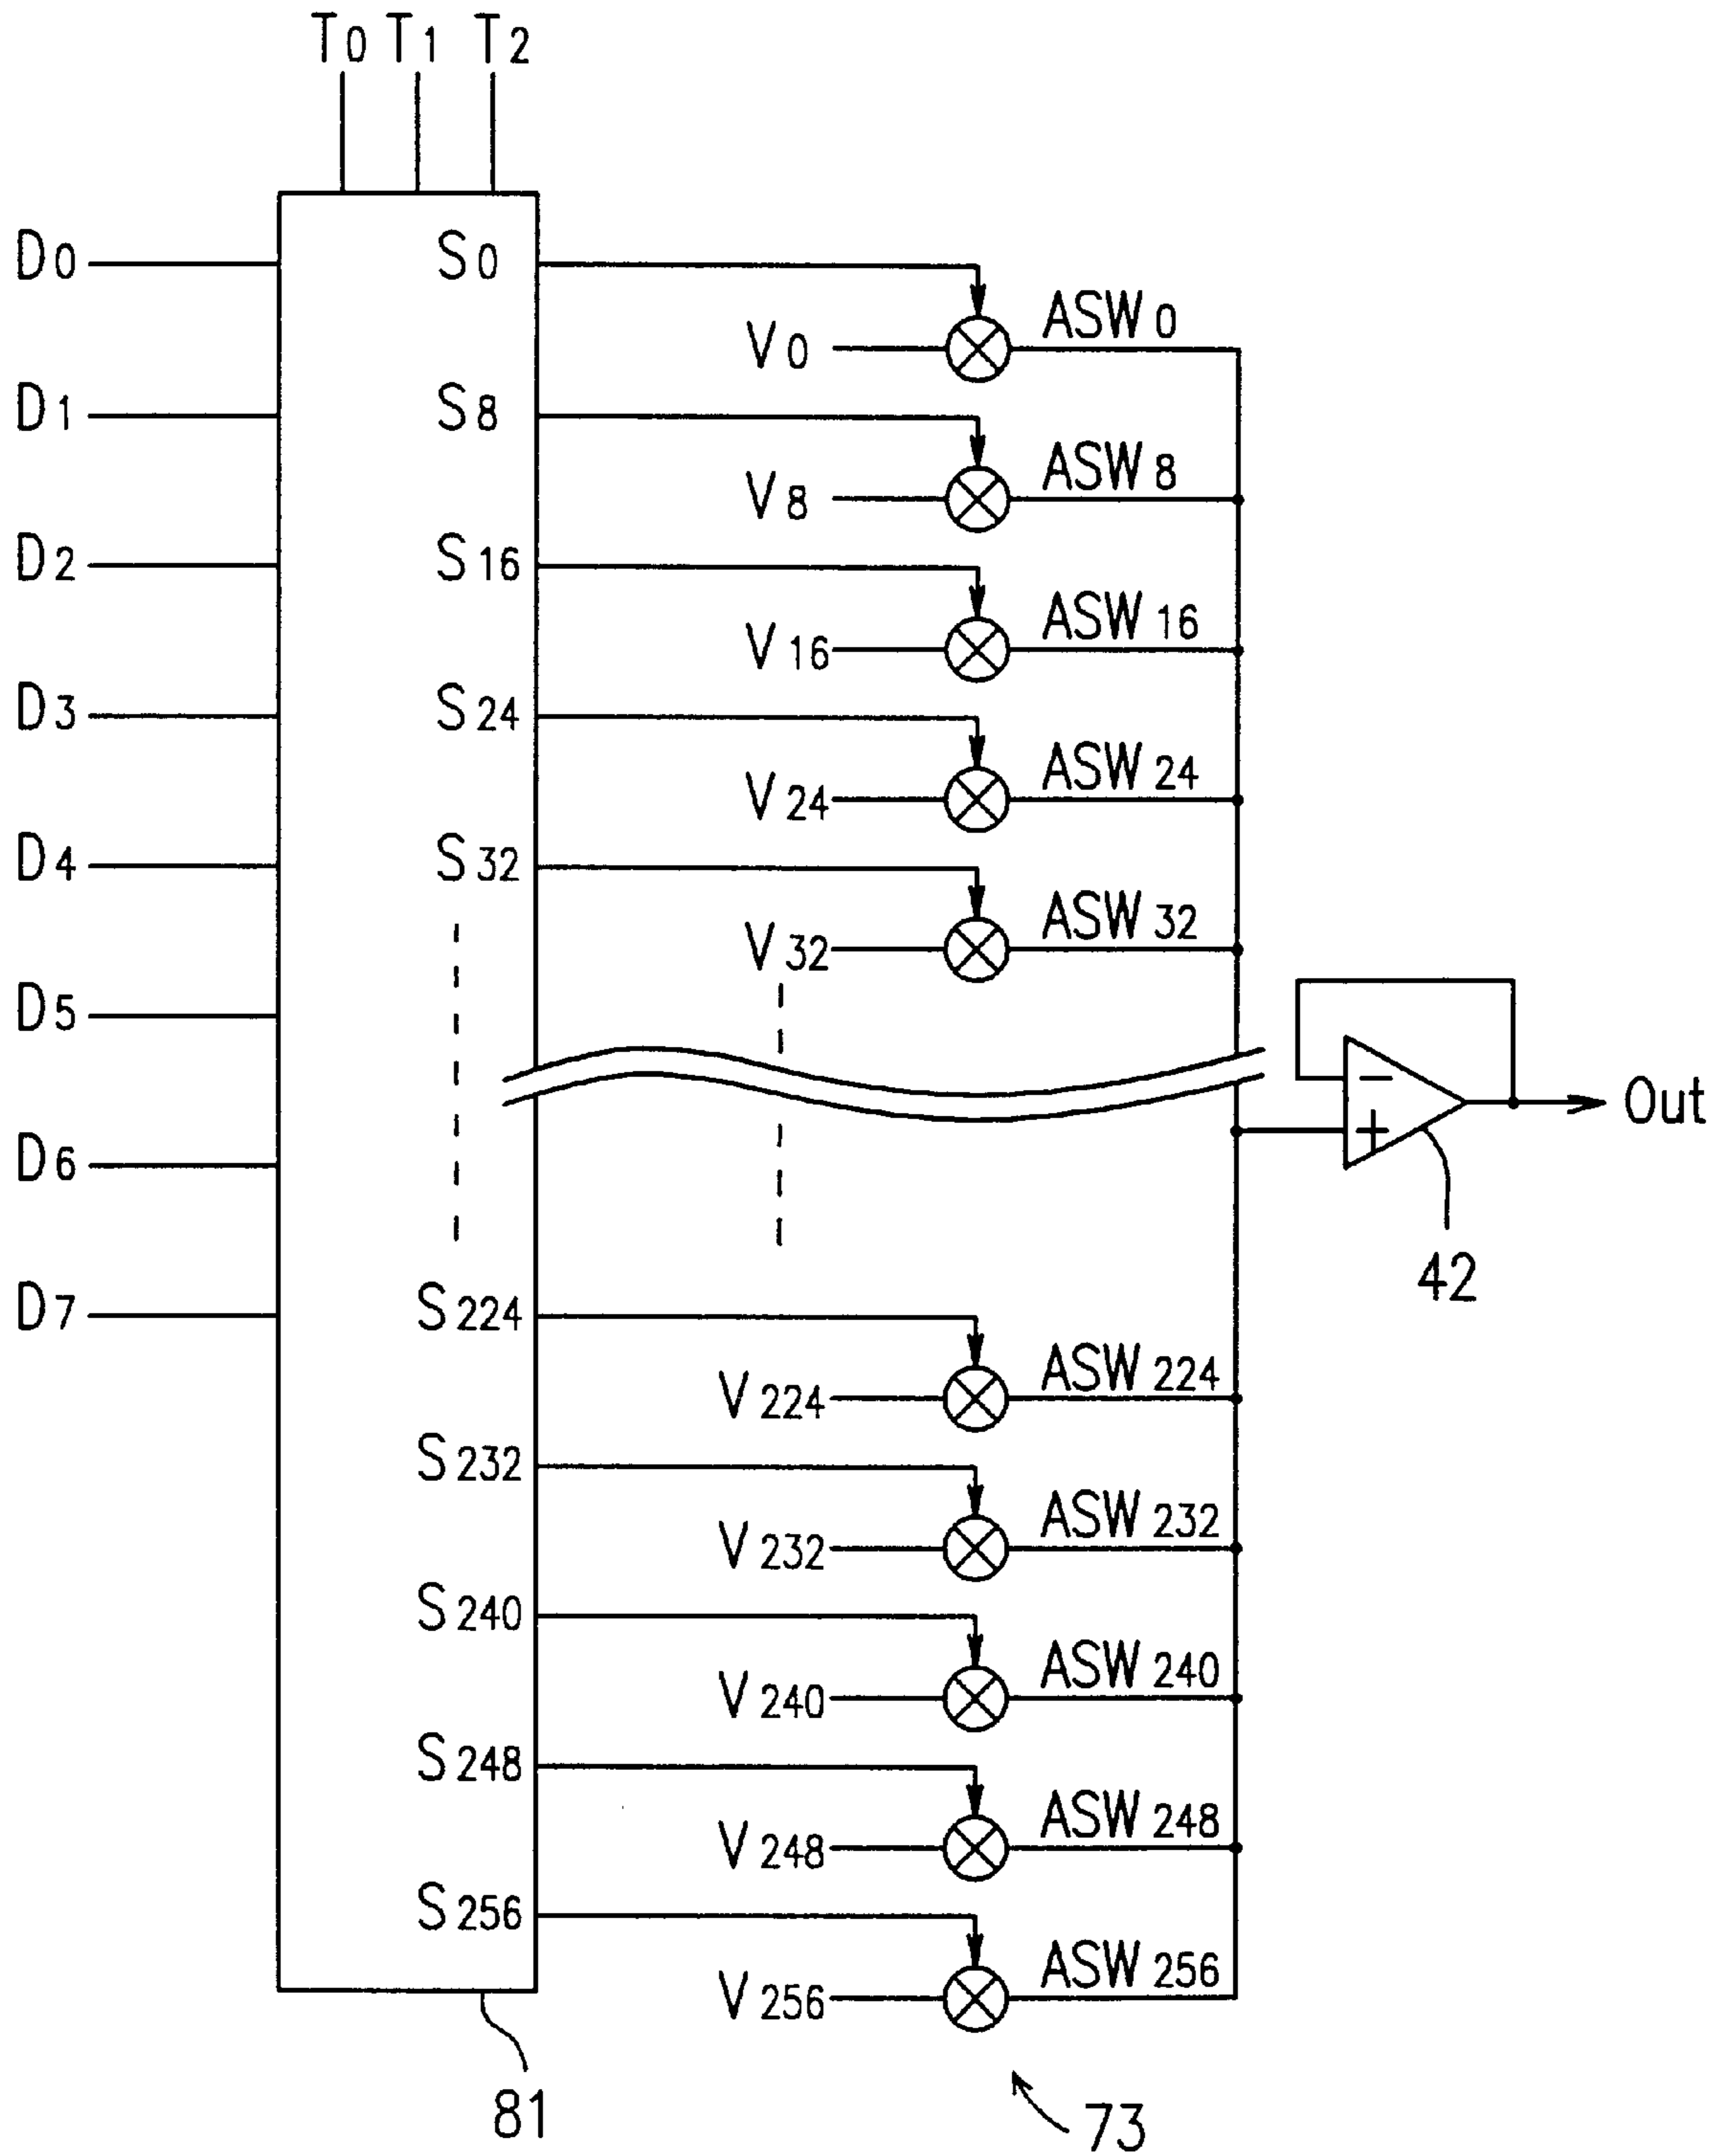 T0 T1 T2
D0 S0
V0 ASW0
D1 S8
V8 ASW8
D2 S16
V16 ASW16
D3 S24
V24 ASW24
D4 S32
V32 ASW32
D5
−
+
Out
D6
42
D7 S224
V224 ASW224
S232
V232 ASW232
S240
V240 ASW240
S248
V248 ASW248
S256
V256 ASW256
81
73